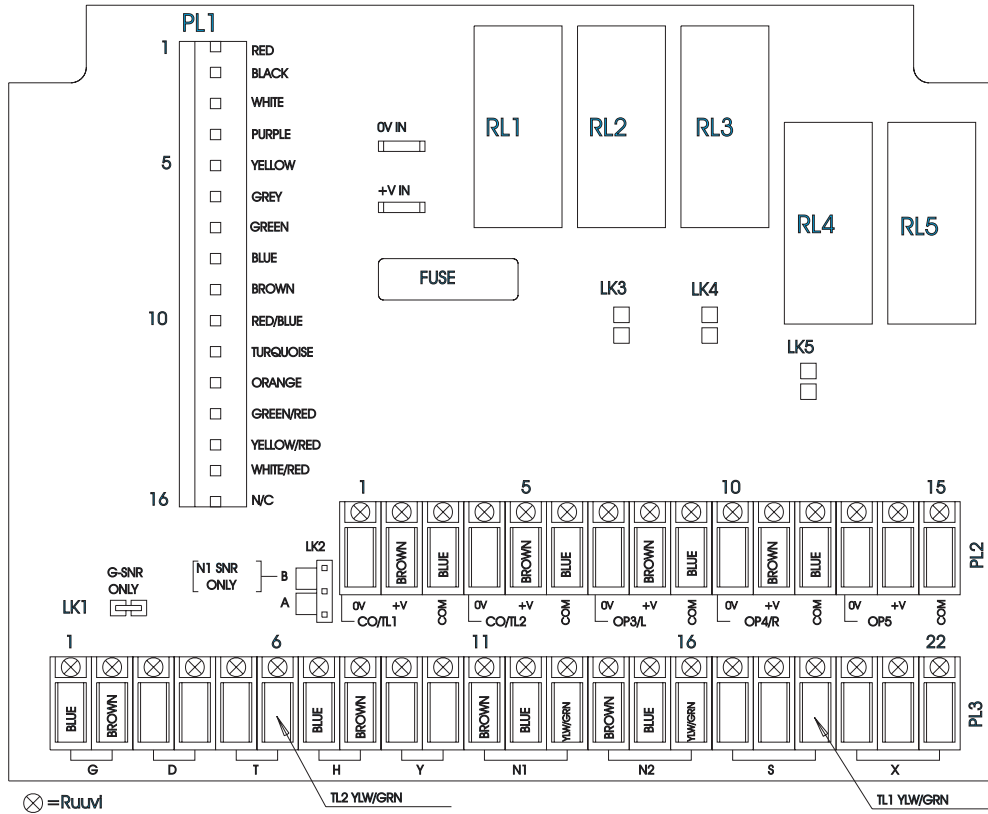 PL1
1
RED
BLACK
WHITE
PURPLE
5
YELLOW
GREY
GREEN
BLUE
BROWN
10
RED/BLUE
TURQUOISE
ORANGE
GREEN/RED
YELLOW/RED
WHITE/RED
16
N/C
0V IN
+V IN
FUSE
RL1
RL2
RL3
RL4
RL5
LK3
LK4
LK5
1
5
10
15
BROWN
BLUE
BROWN
BLUE
BROWN
BLUE
BROWN
BLUE
PL2
0V
+V
COM
0V
+V
COM
0V
+V
COM
0V
+V
COM
0V
+V
COM
CO/TL1
CO/TL2
OP3/L
OP4/R
OP5
LK2
N1 SNR
ONLY
B
A
G-SNR
ONLY
LK1
1
6
11
16
22
BLUE
BROWN
BLUE
BROWN
BROWN
BLUE
YLW/GRN
BROWN
BLUE
YLW/GRN
PL3
G
D
T
H
Y
N1
N2
S
X
=Ruuvi
TL2 YLW/GRN
TL1 YLW/GRN